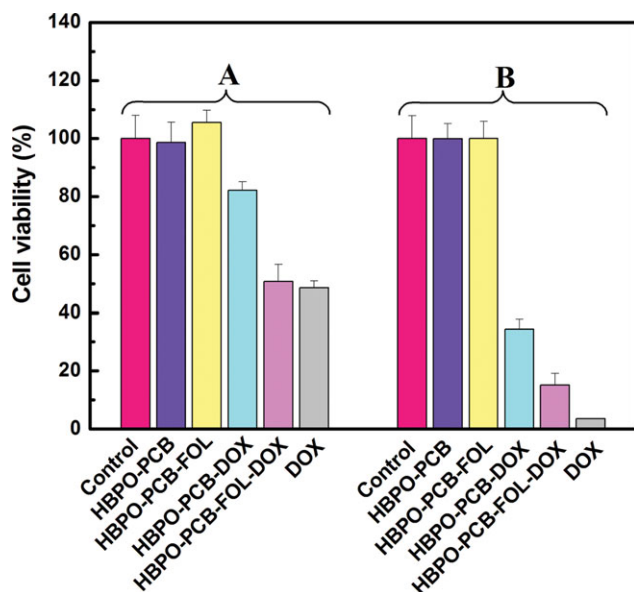 140
120
100
80
60
40
20
0
Cell viability (%)
A
B
Control
HBPO-PCB
HBPO-PCB-FOL
HBPO-PCB-DOX
HBPO-PCB-FOL-DOX
DOX
Control
HBPO-PCB
HBPO-PCB-FOL
HBPO-PCB-DOX
HBPO-PCB-FOL-DOX
DOX